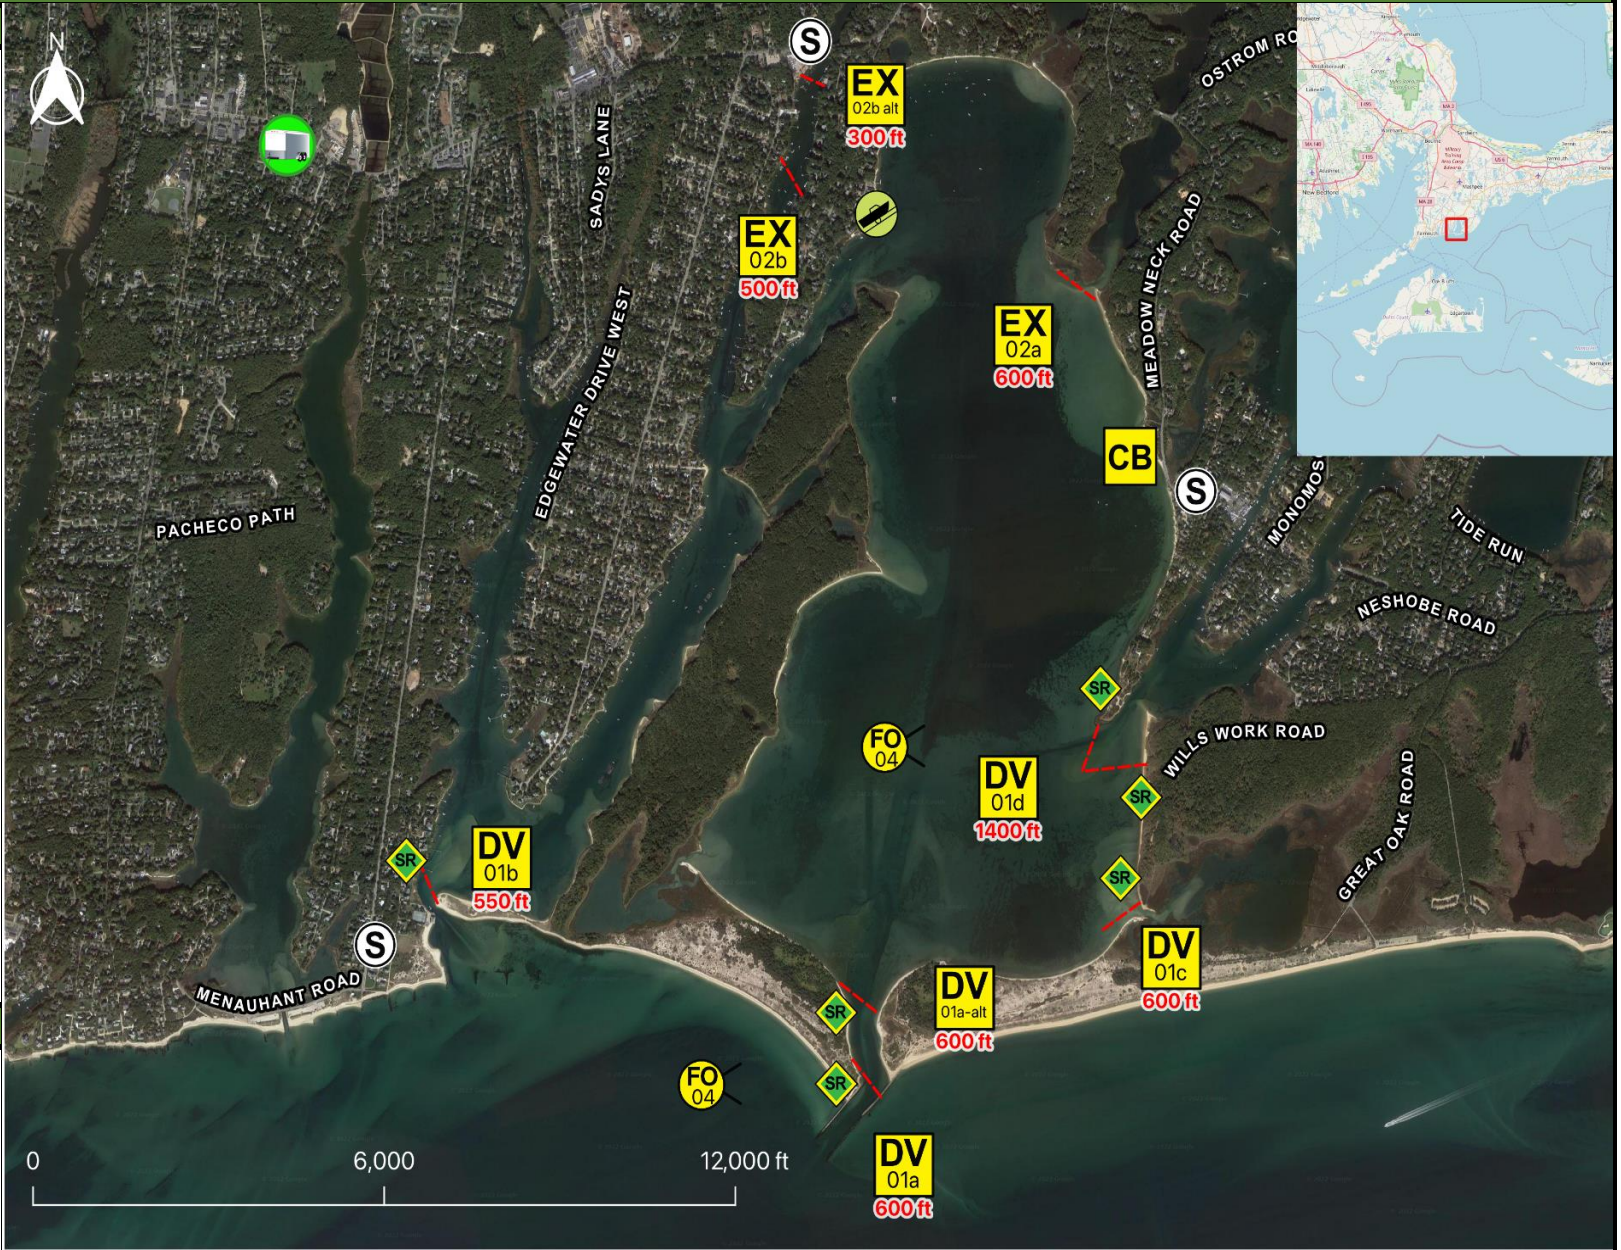 N
S
EX
02b alt
300 ft
OSTROM RO
SADYS LANE
EX
02b
500 ft
MEADOW NECK ROAD
EX
02a
600 ft
EDGEWATER DRIVE WEST
CB
S
MONOMOS
PACHECO PATH
TIDE RUN
NESHOBE ROAD
SR
FO
04
WILLS WORK ROAD
DV
01d
1400 ft
SR
GREAT OAK ROAD
SR
DV
01b
550 ft
SR
S
DV
01c
600 ft
MENAUHANT ROAD
SR
DV
01a-alt
600 ft
FO
04
SR
DV
01a
600 ft
0
6,000
12,000 ft